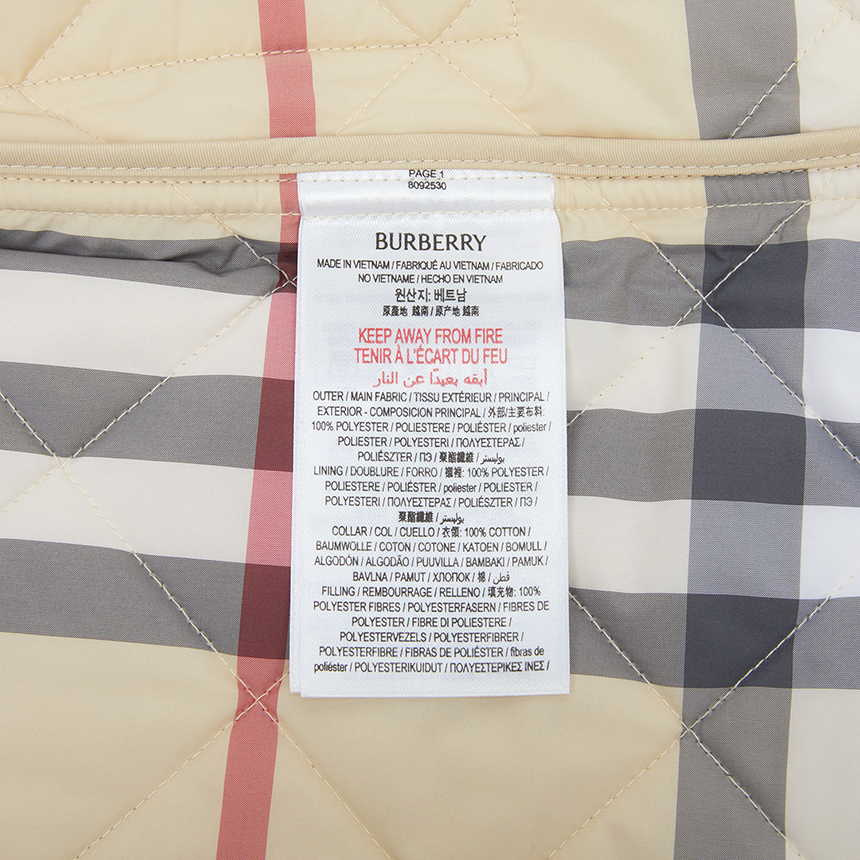 PAGE 1
8092530
BURBERRY
MADE IN VIETNAM / FABRIQUÉ AU VIETNAM / FABRICADO
NO VIETNAME / HECHO EN VIETNAM
원산지: 베트남
原產地 越南 / 原产地 越南
KEEP AWAY FROM FIRE
TENIR À L'ÉCART DU FEU
أبقه بعيدًا عن النار
OUTER / MAIN FABRIC / TISSU EXTÉRIEUR / PRINCIPAL /
EXTERIOR - COMPOSICION PRINCIPAL / 外部/主要布料:
100% POLYESTER / POLIESTERE / POLIÉSTER / poliester /
POLIESTER / POLYESTERI / ΠΟΛΥΕΣΤΕΡΑΣ /
POLIÉSZTER / ПЭ / 聚酯纖維 / بوليستر /
LINING / DOUBLURE / FORRO / 襯裡: 100% POLYESTER /
POLIESTERE / POLIÉSTER / poliester / POLIESTER /
POLYESTERI / ΠΟΛΥΕΣΤΕΡΑΣ / POLIÉSZTER / ПЭ /
聚酯纖維 / بوليستر /
COLLAR / COL / CUELLO / 衣領: 100% COTTON /
BAUMWOLLE / COTON / COTONE / KATOEN / BOMULL /
ALGODÓN / ALGODÃO / PUUVILLA / BAMBAKI / PAMUK /
BAVLNA / PAMUT / ХЛОПОК / 棉 / قطن /
FILLING / REMBOURRAGE / RELLENO / 填充物: 100%
POLYESTER FIBRES / POLYESTERFASERN / FIBRES DE
POLYESTER / FIBRE DI POLIESTERE /
POLYESTERVEZELS / POLYESTERFIBRER /
POLYESTERFIBRE / FIBRAS DE POLIÉSTER / fibras de
poliéster / POLYESTERIKUIDUT / ΠΟΛΥΕΣΤΕΡΙΚΕΣ ΙΝΕΣ /